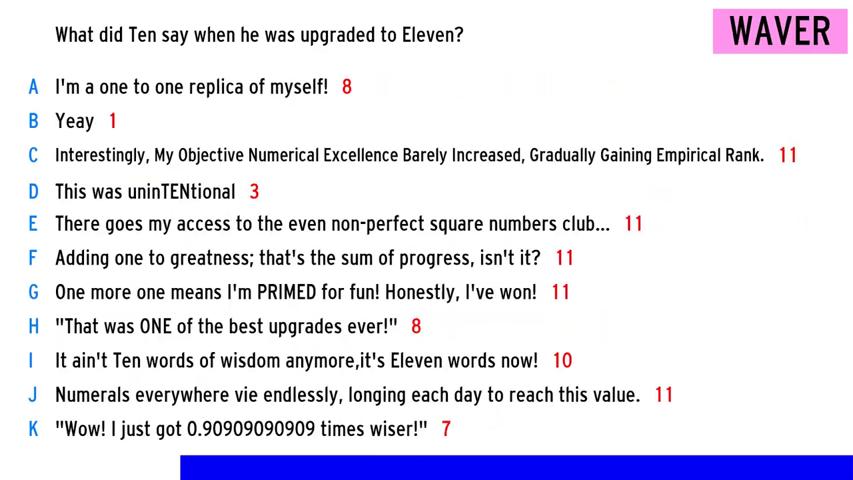 What did Ten say when he was upgraded to Eleven?
WAVER
A I'm a one to one replica of myself! 8
B Yeay 1
C Interestingly, My Objective Numerical Excellence Barely Increased, Gradually Gaining Empirical Rank. 11
D This was uninTENtional 3
E There goes my access to the even non-perfect square numbers club... 11
F Adding one to greatness; that's the sum of progress, isn't it? 11
G One more one means I'm PRIMED for fun! Honestly, I've won! 11
H "That was ONE of the best upgrades ever!" 8
I It ain't Ten words of wisdom anymore,it's Eleven words now! 10
J Numerals everywhere vie endlessly, longing each day to reach this value. 11
K "Wow! I just got 0.90909090909 times wiser!" 7